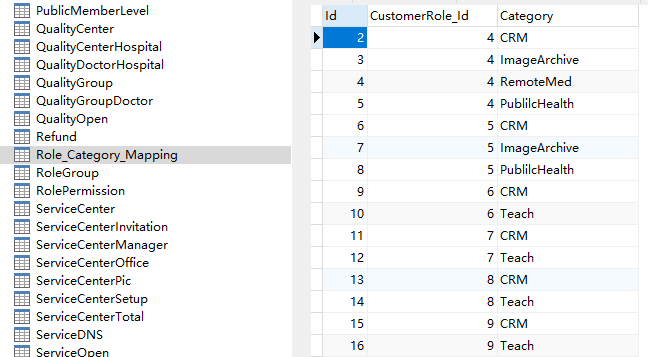 PublicMemberLevel
QualityCenter
QualityCenterHospital
QualityDoctorHospital
QualityGroup
QualityGroupDoctor
QualityOpen
Refund
Role_Category_Mapping
RoleGroup
RolePermission
ServiceCenter
ServiceCenterInvitation
ServiceCenterManager
ServiceCenterOffice
ServiceCenterPic
ServiceCenterSetup
ServiceCenterTotal
ServiceDNS
ServiceOpen
Id CustomerRole_Id Category
2 4 CRM
3 4 ImageArchive
4 4 RemoteMed
5 4 PublilcHealth
6 5 CRM
7 5 ImageArchive
8 5 PublilcHealth
9 6 CRM
10 6 Teach
11 7 CRM
12 7 Teach
13 8 CRM
14 8 Teach
15 9 CRM
16 9 Teach